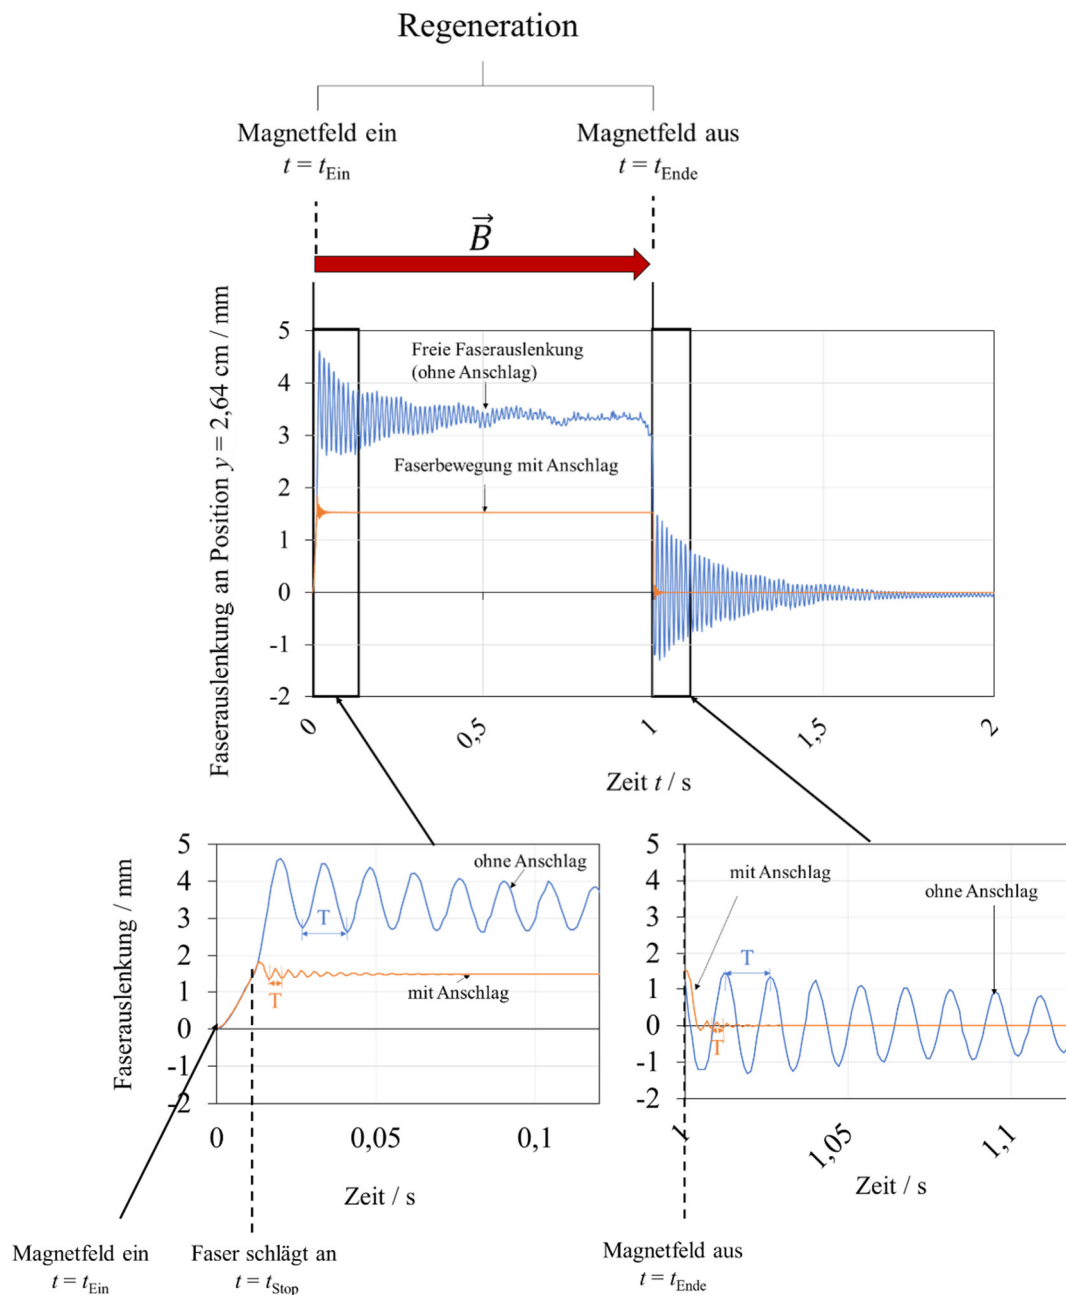 Regeneration
Magnetfeld ein
t = tEin
Magnetfeld aus
t = tEnde
B
Faserauslenkung an Position y = 2,64 cm / mm
5
4
3
2
1
0
-1
-2
Freie Faserauslenkung
(ohne Anschlag)
Faserbewegung mit Anschlag
0
0,5
1
1,5
2
Zeit t / s
Faserauslenkung / mm
5
4
3
2
1
0
-1
-2
ohne Anschlag
T
T
mit Anschlag
0
0,05
0,1
Zeit / s
5
4
3
2
1
0
-1
-2
mit Anschlag
ohne Anschlag
T
T
1
1,05
1,1
Zeit / s
Magnetfeld ein
t = tEin
Faser schlägt an
t = tStop
Magnetfeld aus
t = tEnde